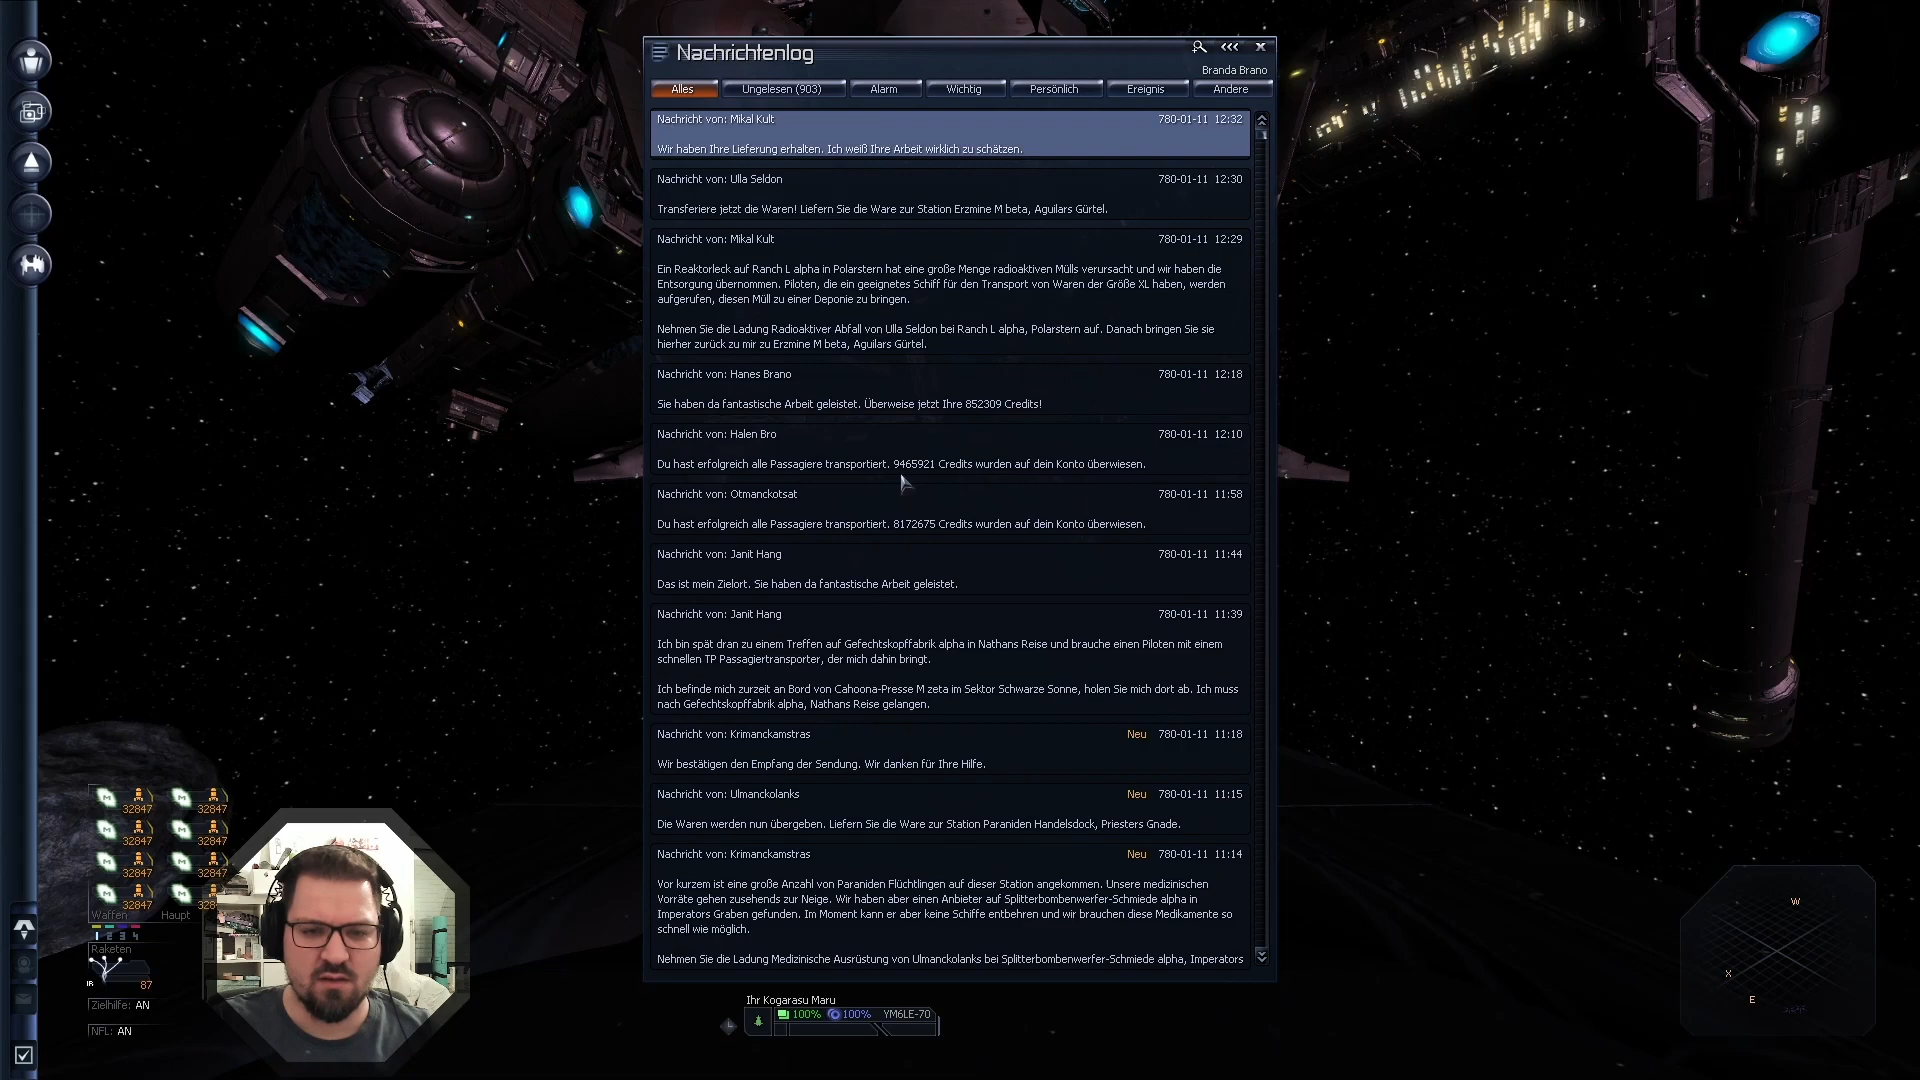 Nachrichtenlog
Branda Brano
Alles
Ungelesen (903)
Alarm
Wichtig
Persönlich
Ereignis
Andere
Nachricht von: Mikal Kult 780-01-11 12:32
Wir haben Ihre Lieferung erhalten. Ich weiß Ihre Arbeit wirklich zu schätzen.
Nachricht von: Ulla Seldon 780-01-11 12:30
Transferiere jetzt die Waren! Liefern Sie die Ware zur Station Erzmine M beta, Aguilars Gürtel.
Nachricht von: Mikal Kult 780-01-11 12:29
Ein Reaktorleck auf Ranch L alpha in Polarstern hat eine große Menge radioaktiven Mülls verursacht und wir haben die
Entsorgung übernommen. Piloten, die ein geeignetes Schiff für den Transport von Waren der Größe XL haben, werden
aufgerufen, diesen Müll zu einer Deponie zu bringen.
Nehmen Sie die Ladung Radioaktiver Abfall von Ulla Seldon bei Ranch L alpha, Polarstern auf. Danach bringen Sie sie
hierher zurück zu mir zu Erzmine M beta, Aguilars Gürtel.
Nachricht von: Hanes Brano 780-01-11 12:18
Sie haben da fantastische Arbeit geleistet. Überweise jetzt Ihre 852309 Credits!
Nachricht von: Halen Bro 780-01-11 12:10
Du hast erfolgreich alle Passagiere transportiert. 9465921 Credits wurden auf dein Konto überwiesen.
Nachricht von: Otmanckotsat 780-01-11 11:58
Du hast erfolgreich alle Passagiere transportiert. 8172675 Credits wurden auf dein Konto überwiesen.
Nachricht von: Janit Hang 780-01-11 11:44
Das ist mein Zielort. Sie haben da fantastische Arbeit geleistet.
Nachricht von: Janit Hang 780-01-11 11:39
Ich bin spät dran zu einem Treffen auf Gefechtskopffabrik alpha in Nathans Reise und brauche einen Piloten mit einem
schnellen TP Passagiertransporter, der mich dahin bringt.
Ich befinde mich zurzeit an Bord von Cahoona-Presse M zeta im Sektor Schwarze Sonne, holen Sie mich dort ab. Ich muss
nach Gefechtskopffabrik alpha, Nathans Reise gelangen.
Nachricht von: Krimanckamstras Neu 780-01-11 11:18
Wir bestätigen den Empfang der Sendung. Wir danken für Ihre Hilfe.
Nachricht von: Ulmanckolanks Neu 780-01-11 11:15
Die Waren werden nun übergeben. Liefern Sie die Ware zur Station Paraniden Handelsdock, Priesters Gnade.
Nachricht von: Krimanckamstras Neu 780-01-11 11:14
Vor kurzem ist eine große Anzahl von Paraniden Flüchtlingen auf dieser Station angekommen. Unsere medizinischen
Vorräte gehen zusehends zur Neige. Wir haben aber einen Anbieter auf Splitterbombenwerfer-Schmiede alpha in
Imperators Graben gefunden. Im Moment kann er aber keine Schiffe entbehren und wir brauchen diese Medikamente so
schnell wie möglich.
Nehmen Sie die Ladung Medizinische Ausrüstung von Ulmanckolanks bei Splitterbombenwerfer-Schmiede alpha, Imperators
M 32847 M 32847
M 32847 M 32847
M 32847 M 32847
M 32847 M 328
Waffen Haupt
1 2 3 4
Raketen
IR 87
Zielhilfe: AN
NFL: AN
Ihr Kogarasu Maru
100% 100% YM6LE-70
W
X
E